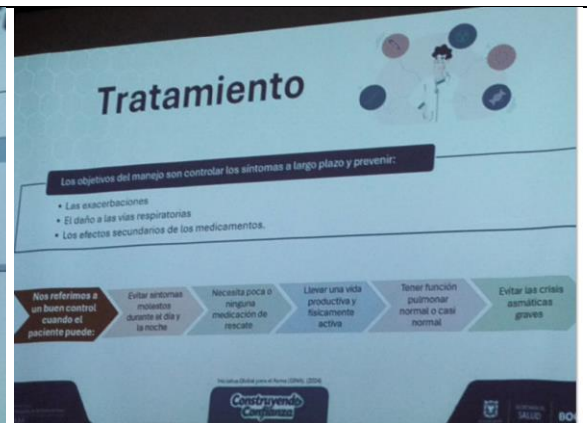 Tratamiento
Los objetivos del manejo son controlar los síntomas a largo plazo y prevenir:
• Las exacerbaciones
• El daño a las vías respiratorias
• Los efectos secundarios de los medicamentos.
Nos referimos a
un buen control
cuando el
paciente puede:
Evitar síntomas
molestos
durante el día y
la noche
Necesita poca o
ninguna
medicación de
rescate
Llevar una vida
productiva y
físicamente
activa
Tener función
pulmonar
normal o casi
normal
Evitar las crisis
asmáticas
graves
Construyendo
Confianza
SALUD
BO